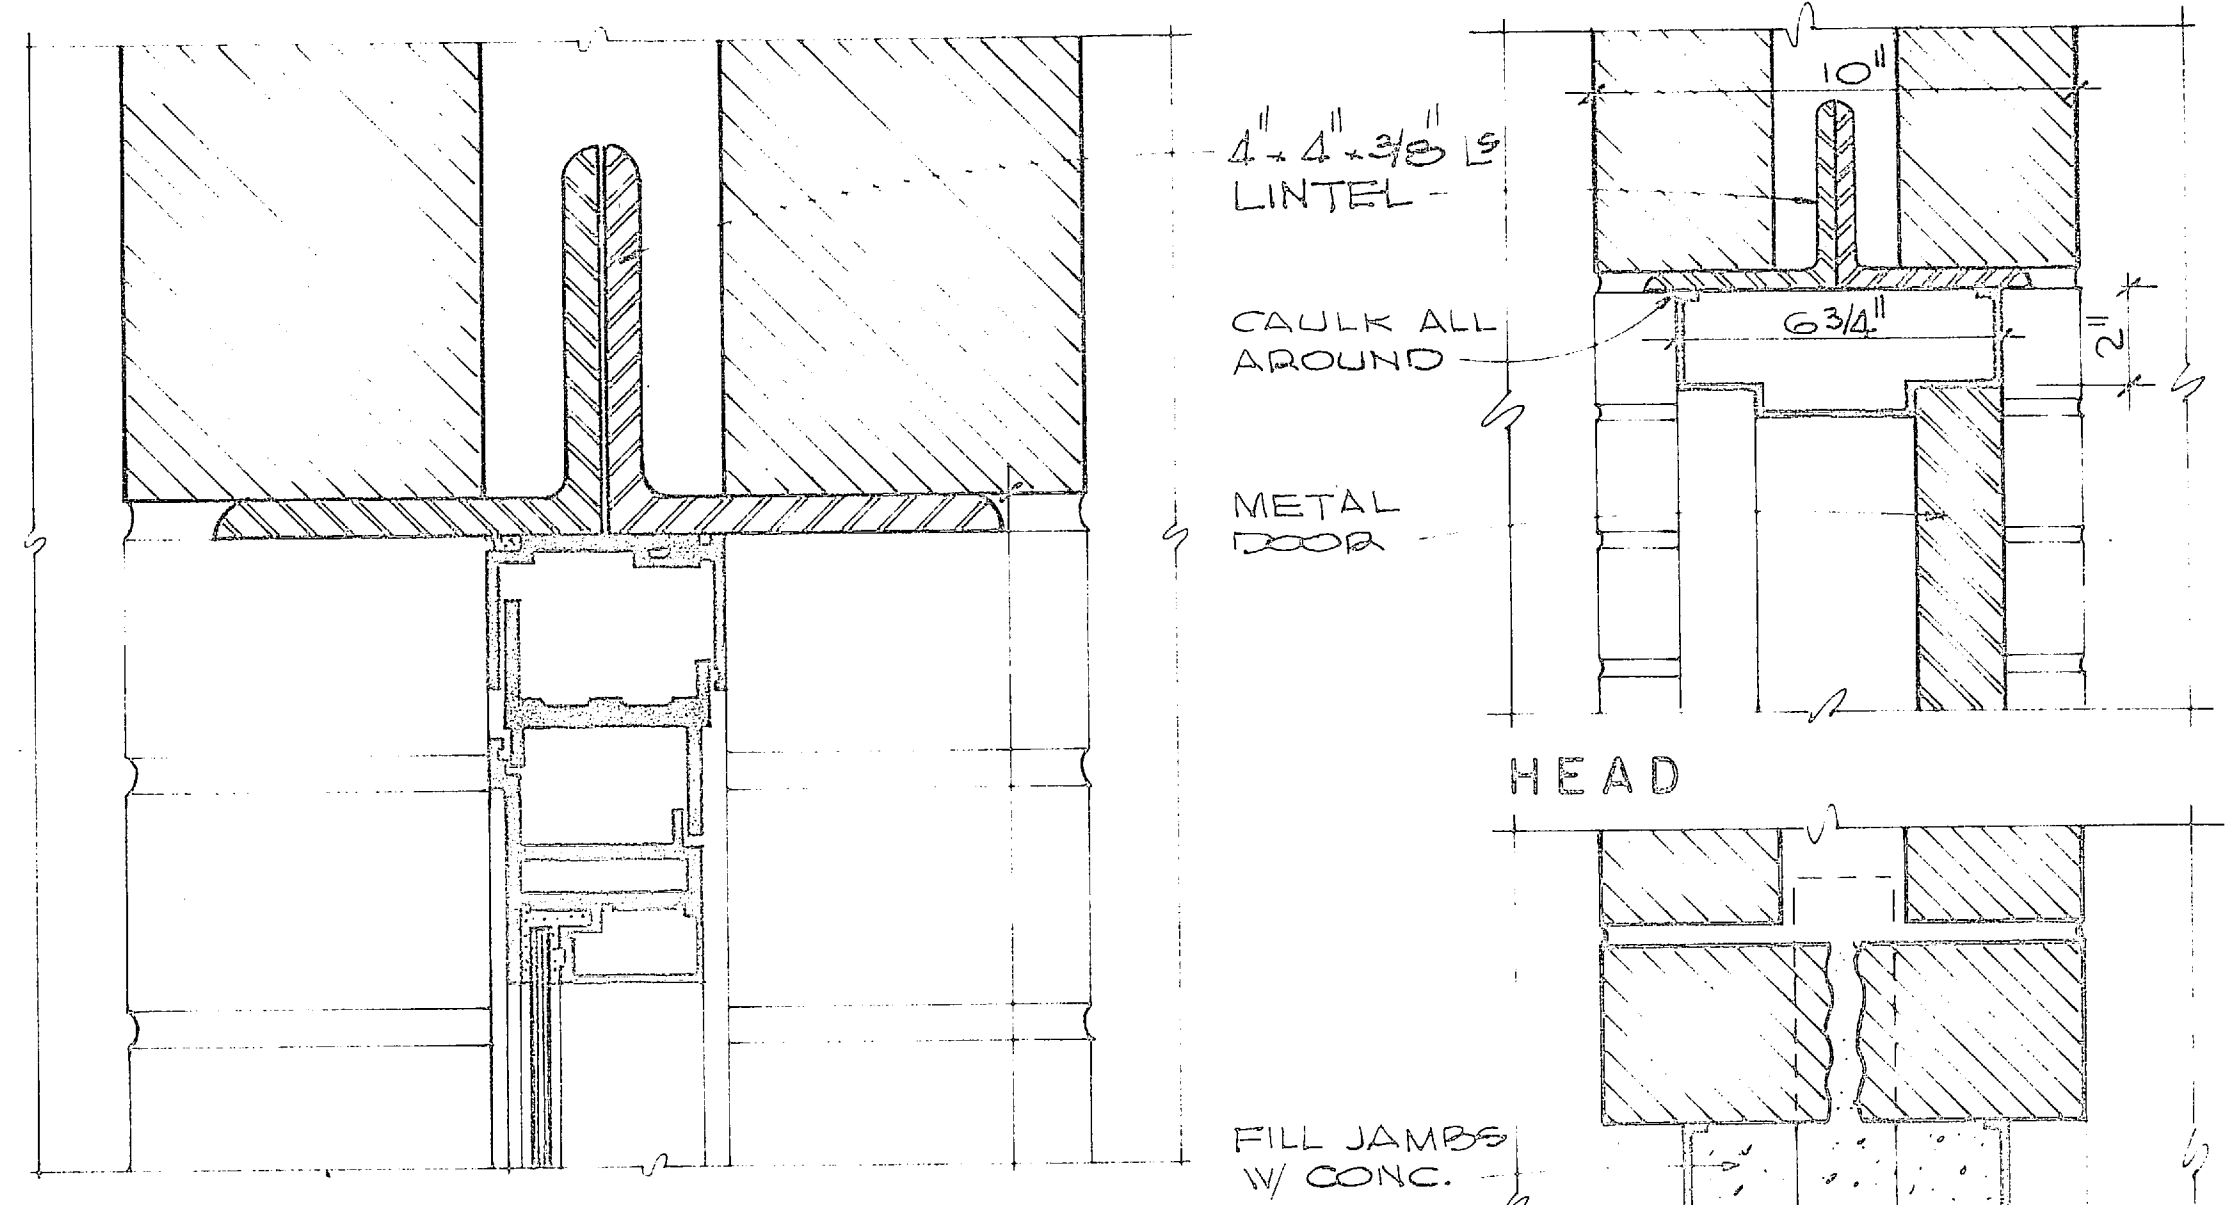 4" x 4" x 3/8" Ls
LINTEL
10"
CAULK ALL
AROUND
6 3/4"
2"
METAL
DOOR
HEAD
FILL JAMBS
W/ CONC.